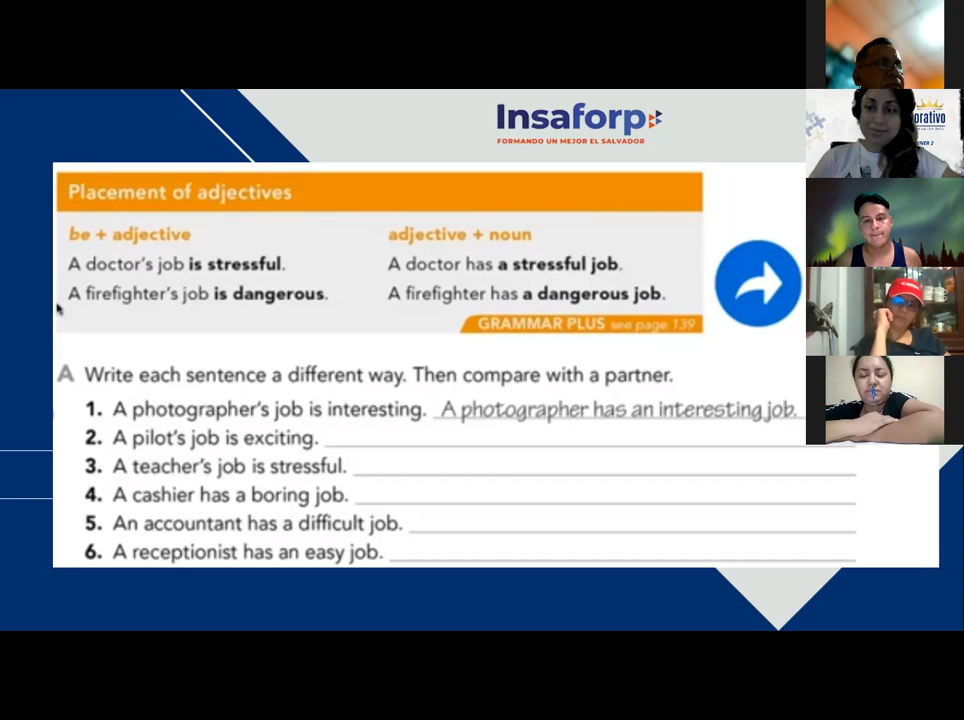 Insaforp
FORMANDO UN MEJOR EL SALVADOR
orativo
INER 2
Placement of adjectives
be + adjective
adjective + noun
A doctor's job is stressful.
A doctor has a stressful job.
A firefighter's job is dangerous.
A firefighter has a dangerous job.
GRAMMAR PLUS see page 139
A Write each sentence a different way. Then compare with a partner.
1. A photographer's job is interesting. A photographer has an interesting job.
2. A pilot's job is exciting.
3. A teacher's job is stressful.
4. A cashier has a boring job.
5. An accountant has a difficult job.
6. A receptionist has an easy job.